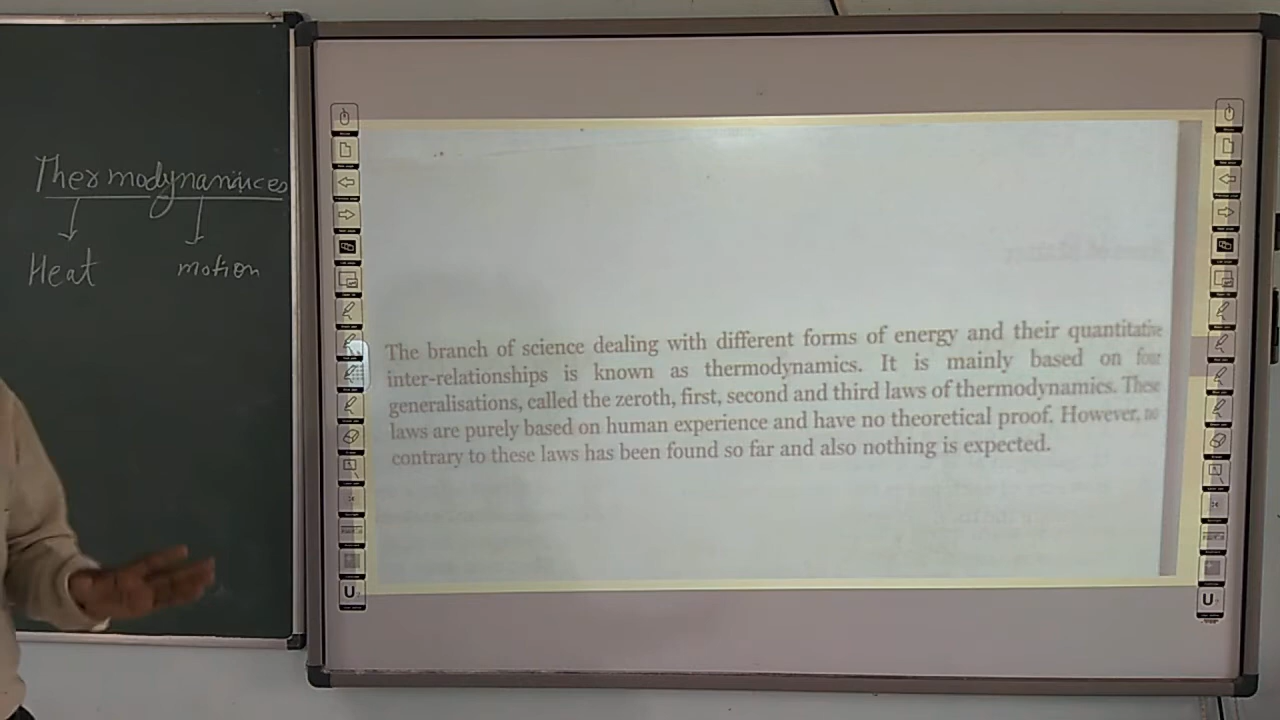 Thermodynamices
Heat motion
The branch of science dealing with different forms of energy and their quantitative
inter-relationships is known as thermodynamics. It is mainly based on four
generalisations, called the zeroth, first, second and third laws of thermodynamics. These
laws are purely based on human experience and have no theoretical proof. However, no
contrary to these laws has been found so far and also nothing is expected.